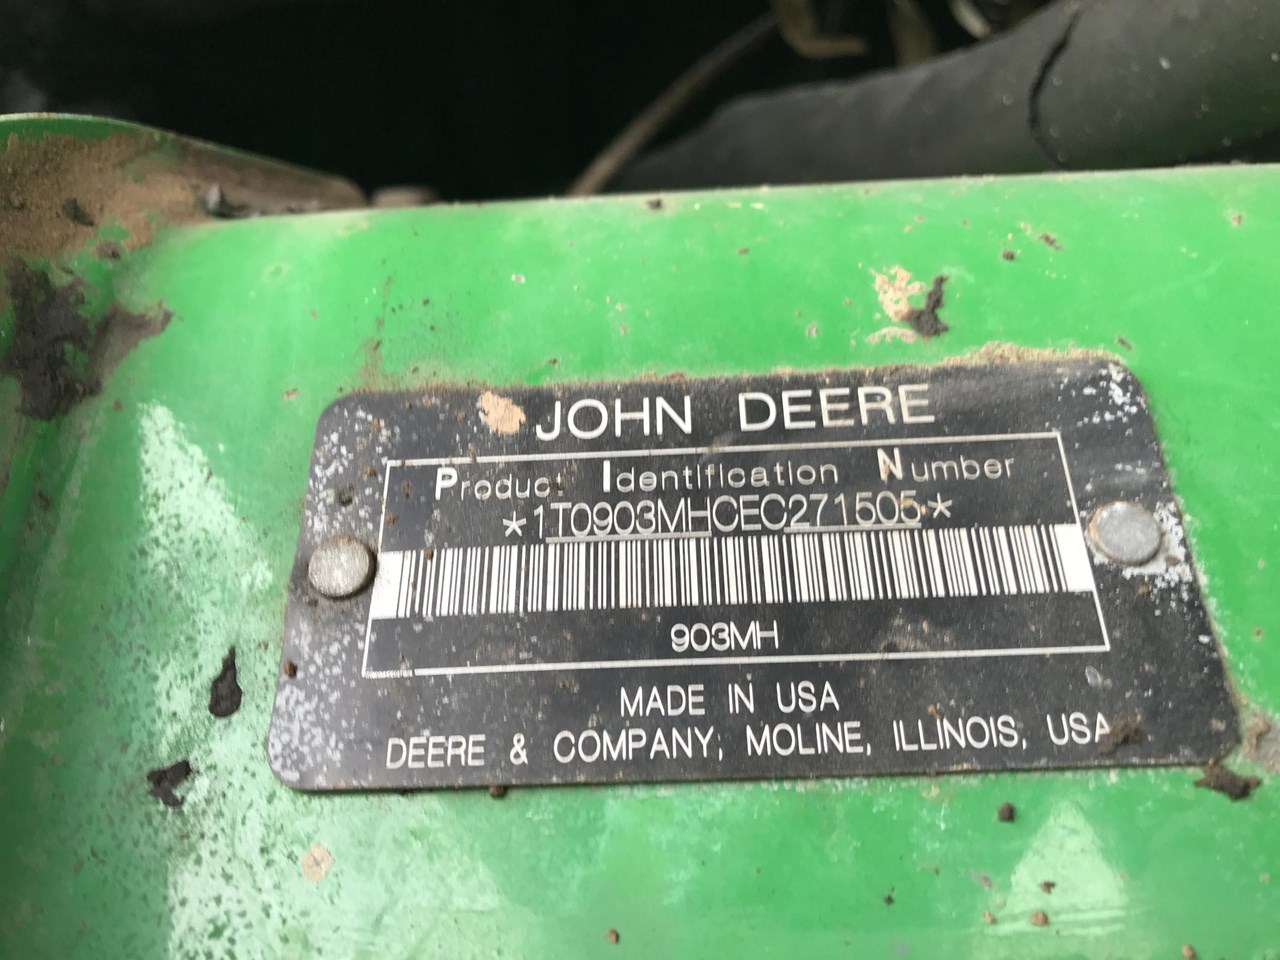 JOHN DEERE
Product Identification Number
*1T0903MHCEC271505*
903MH
MADE IN USA
DEERE & COMPANY, MOLINE, ILLINOIS, USA